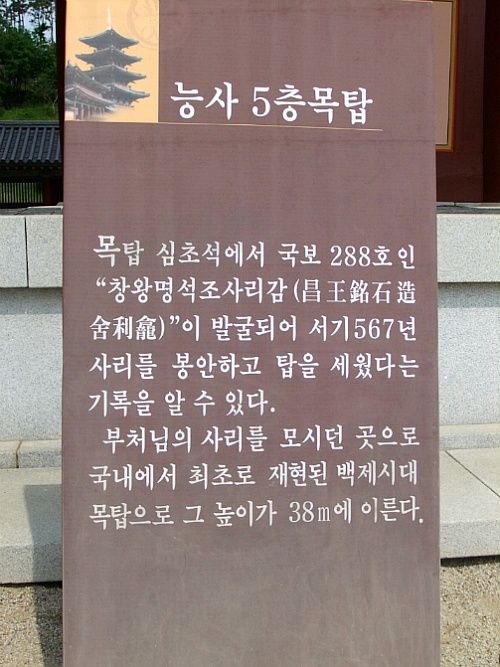 능사 5층목탑
목탑 심초석에서 국보 288호인
“창왕명석조사리감(昌王銘石造
舍利龕)”이 발굴되어 서기567년
사리를 봉안하고 탑을 세웠다는
기록을 알 수 있다.
부처님의 사리를 모시던 곳으로
국내에서 최초로 재현된 백제시대
목탑으로 그 높이가 38m에 이른다.